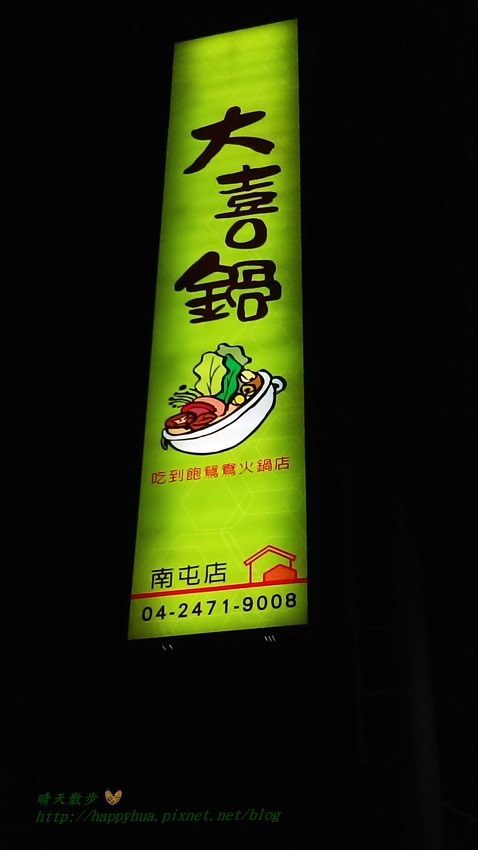 大喜鍋
吃到飽鴛鴦火鍋店
南屯店
04-2471-9008
晴天散步
http://happyhua.pixnet.net/blog